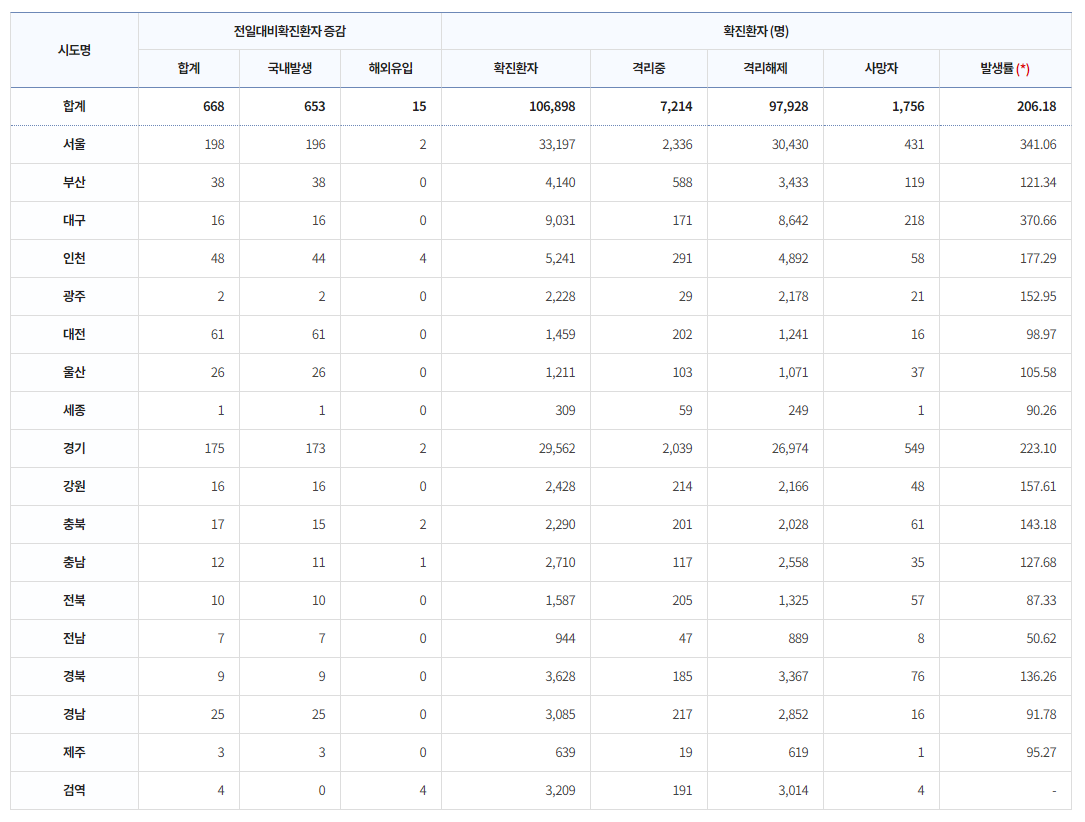 시도명 전일대비확진환자 증감 확진환자 (명)
합계 국내발생 해외유입 확진환자 격리중 격리해제 사망자 발생률 (*)
합계 668 653 15 106,898 7,214 97,928 1,756 206.18
서울 198 196 2 33,197 2,336 30,430 431 341.06
부산 38 38 0 4,140 588 3,433 119 121.34
대구 16 16 0 9,031 171 8,642 218 370.66
인천 48 44 4 5,241 291 4,892 58 177.29
광주 2 2 0 2,228 29 2,178 21 152.95
대전 61 61 0 1,459 202 1,241 16 98.97
울산 26 26 0 1,211 103 1,071 37 105.58
세종 1 1 0 309 59 249 1 90.26
경기 175 173 2 29,562 2,039 26,974 549 223.10
강원 16 16 0 2,428 214 2,166 48 157.61
충북 17 15 2 2,290 201 2,028 61 143.18
충남 12 11 1 2,710 117 2,558 35 127.68
전북 10 10 0 1,587 205 1,325 57 87.33
전남 7 7 0 944 47 889 8 50.62
경북 9 9 0 3,628 185 3,367 76 136.26
경남 25 25 0 3,085 217 2,852 16 91.78
제주 3 3 0 639 19 619 1 95.27
검역 4 0 4 3,209 191 3,014 4 -